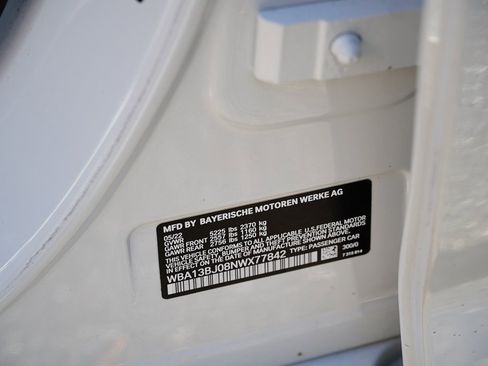 MFD BY BAYERISCHE MOTOREN WERKE AG
05/22
GVWR 5225 lbs 2370 kg
GAWR FRONT 2557 lbs 1160 kg
GAWR REAR 2756 lbs 1250 kg
THIS VEHICLE CONFORMS TO ALL APPLICABLE U.S.FEDERAL MOTOR
VEHICLE SAFETY, BUMPER AND THEFT PREVENTION STANDARDS IN
EFFECT ON THE DATE OF MANUFACTURE SHOWN ABOVE.
WBA13BJ08NWX77842 TYPE: PASSENGER CAR
300/0